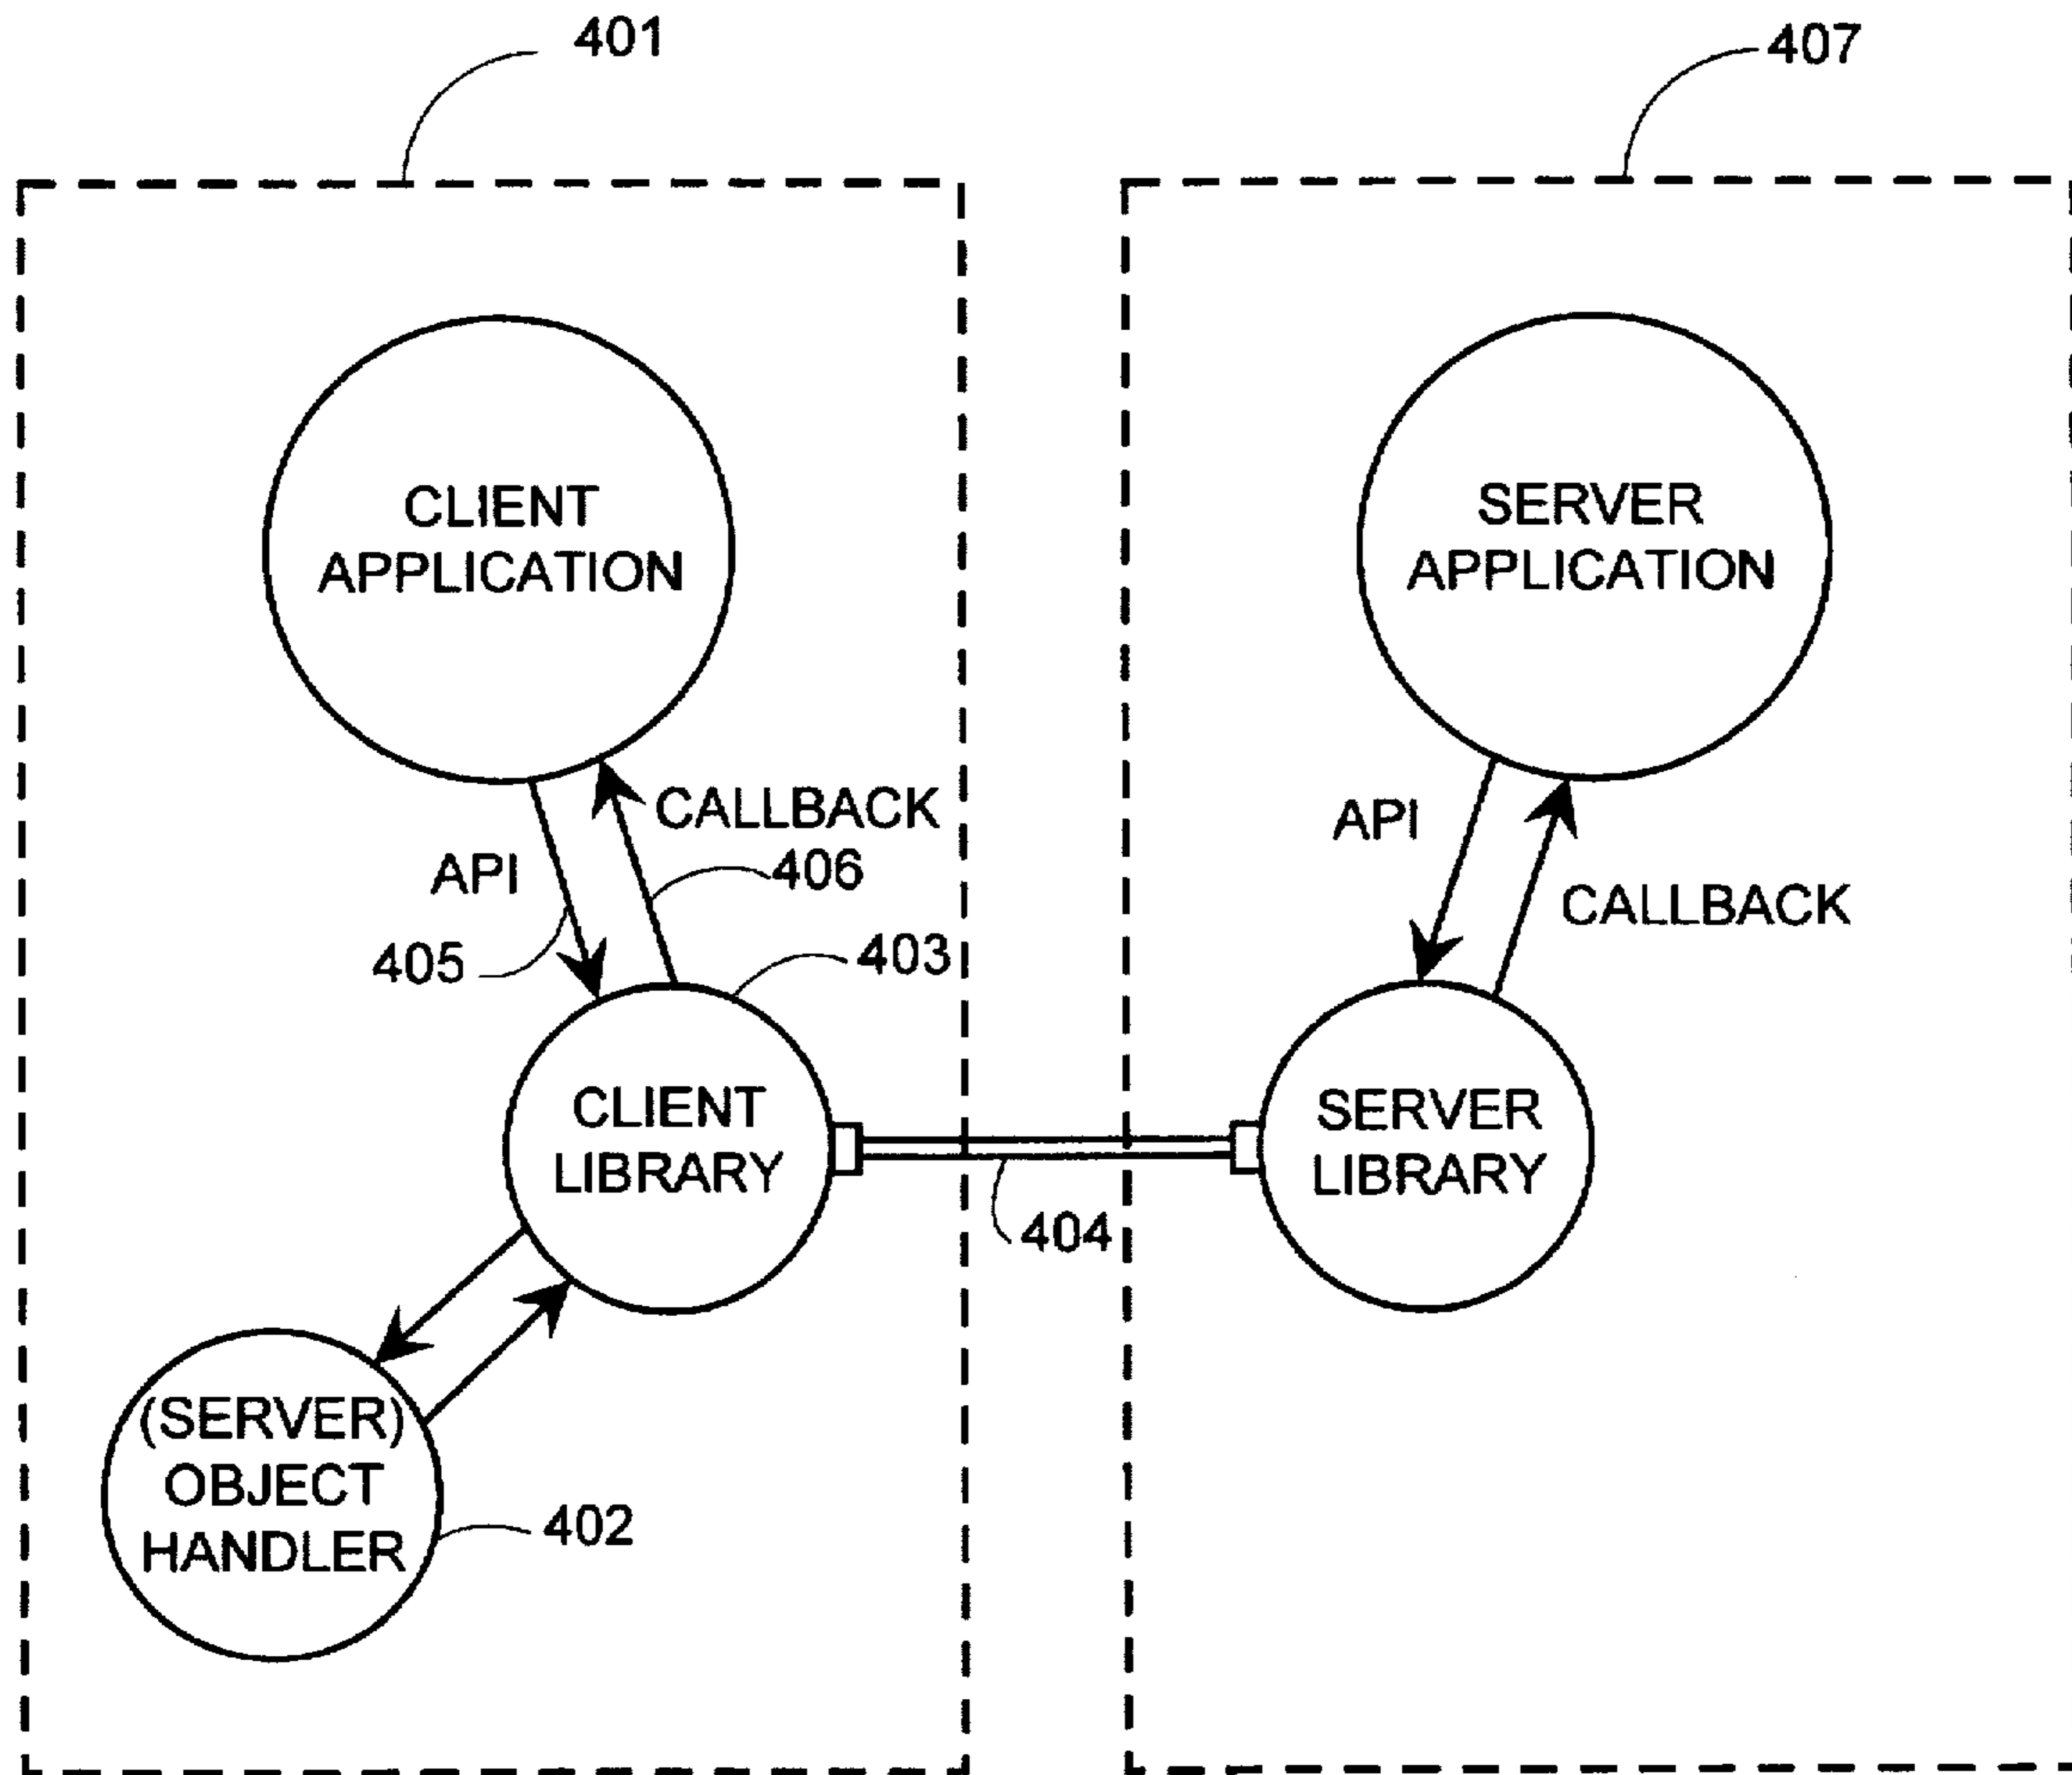 401
407
CLIENT
APPLICATION
SERVER
APPLICATION
CALLBACK
API
406
405
403
API
CALLBACK
CLIENT
LIBRARY
SERVER
LIBRARY
404
(SERVER)
OBJECT
HANDLER
402